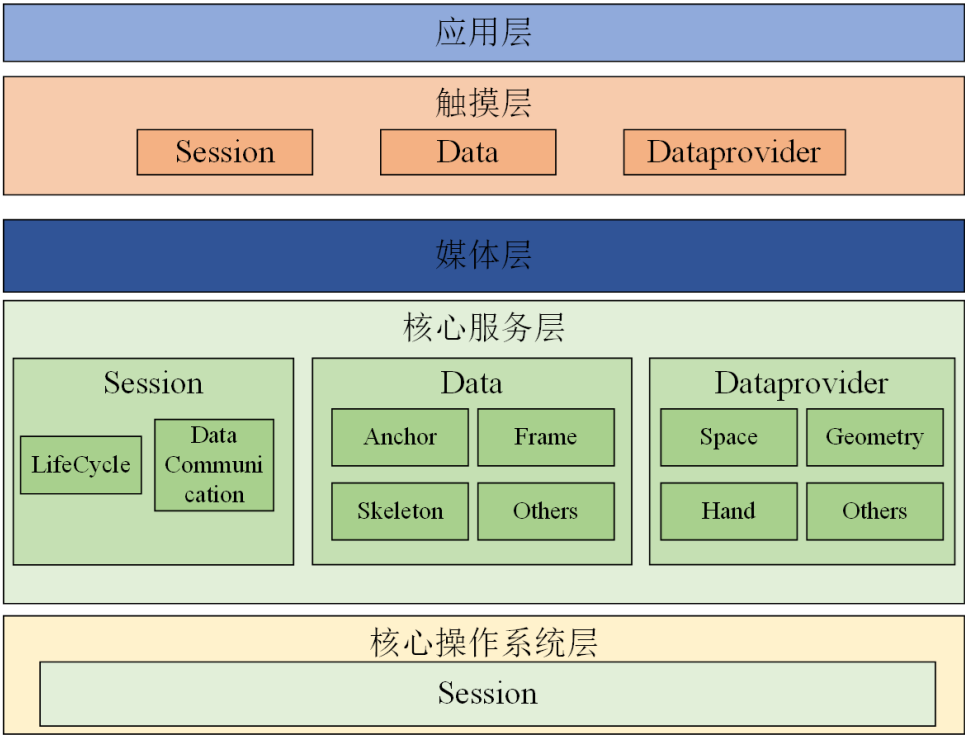 应用层
触摸层
Session
Data
Dataprovider
媒体层
核心服务层
Session
LifeCycle
Data
Communi
cation
Data
Anchor
Frame
Skeleton
Others
Dataprovider
Space
Geometry
Hand
Others
核心操作系统层
Session